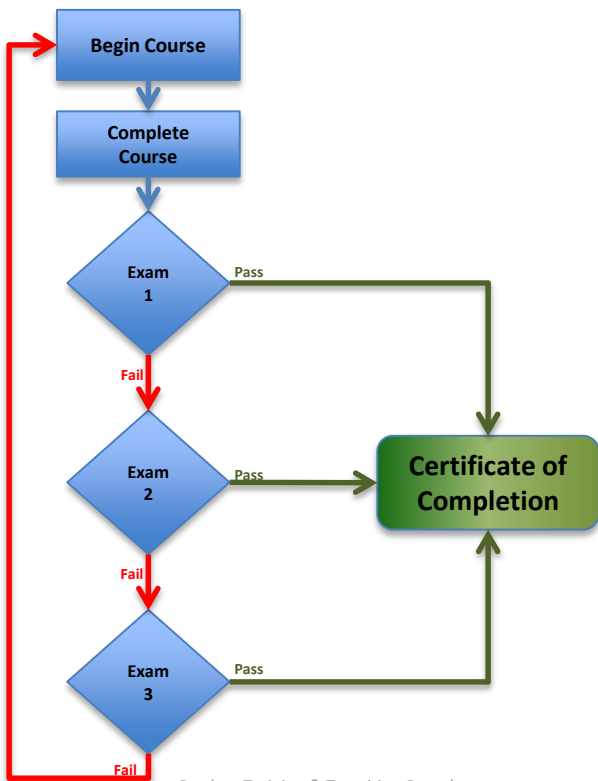 Begin Course
Complete
Course
Exam
1
Pass
Fail
Exam
2
Pass
Certificate of
Completion
Fail
Exam
3
Pass
Fail